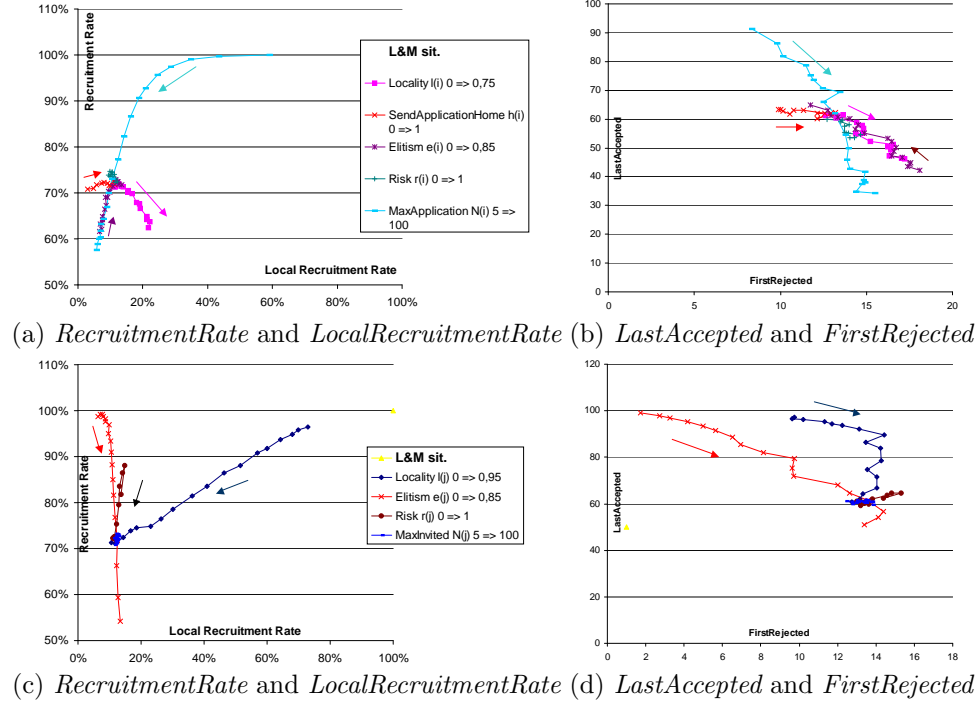 110%
100%
90%
80%
70%
60%
50%
0%
20%
40%
60%
80%
100%
Recruitment Rate
Local Recruitment Rate
L&M sit.
Locality l(i) 0 => 0,75
SendApplicationHome h(i)
0 => 1
Elitism e(i) 0 => 0,85
Risk r(i) 0 => 1
MaxApplication N(i) 5 =>
100
100
90
80
70
60
50
40
30
20
10
0
0
5
10
15
20
LastAccepted
FirstRejected
(a) RecruitmentRate and LocalRecruitmentRate
(b) LastAccepted and FirstRejected
110%
100%
90%
80%
70%
60%
50%
0%
20%
40%
60%
80%
100%
Recruitment Rate
Local Recruitment Rate
L&M sit.
Locality l(j) 0 => 0,95
Elitism e(j) 0 => 0,85
Risk r(j) 0 => 1
MaxInvited N(j) 5 => 100
120
100
80
60
40
20
0
0
2
4
6
8
10
12
14
16
18
LastAccepted
FirstRejected
(c) RecruitmentRate and LocalRecruitmentRate
(d) LastAccepted and FirstRejected